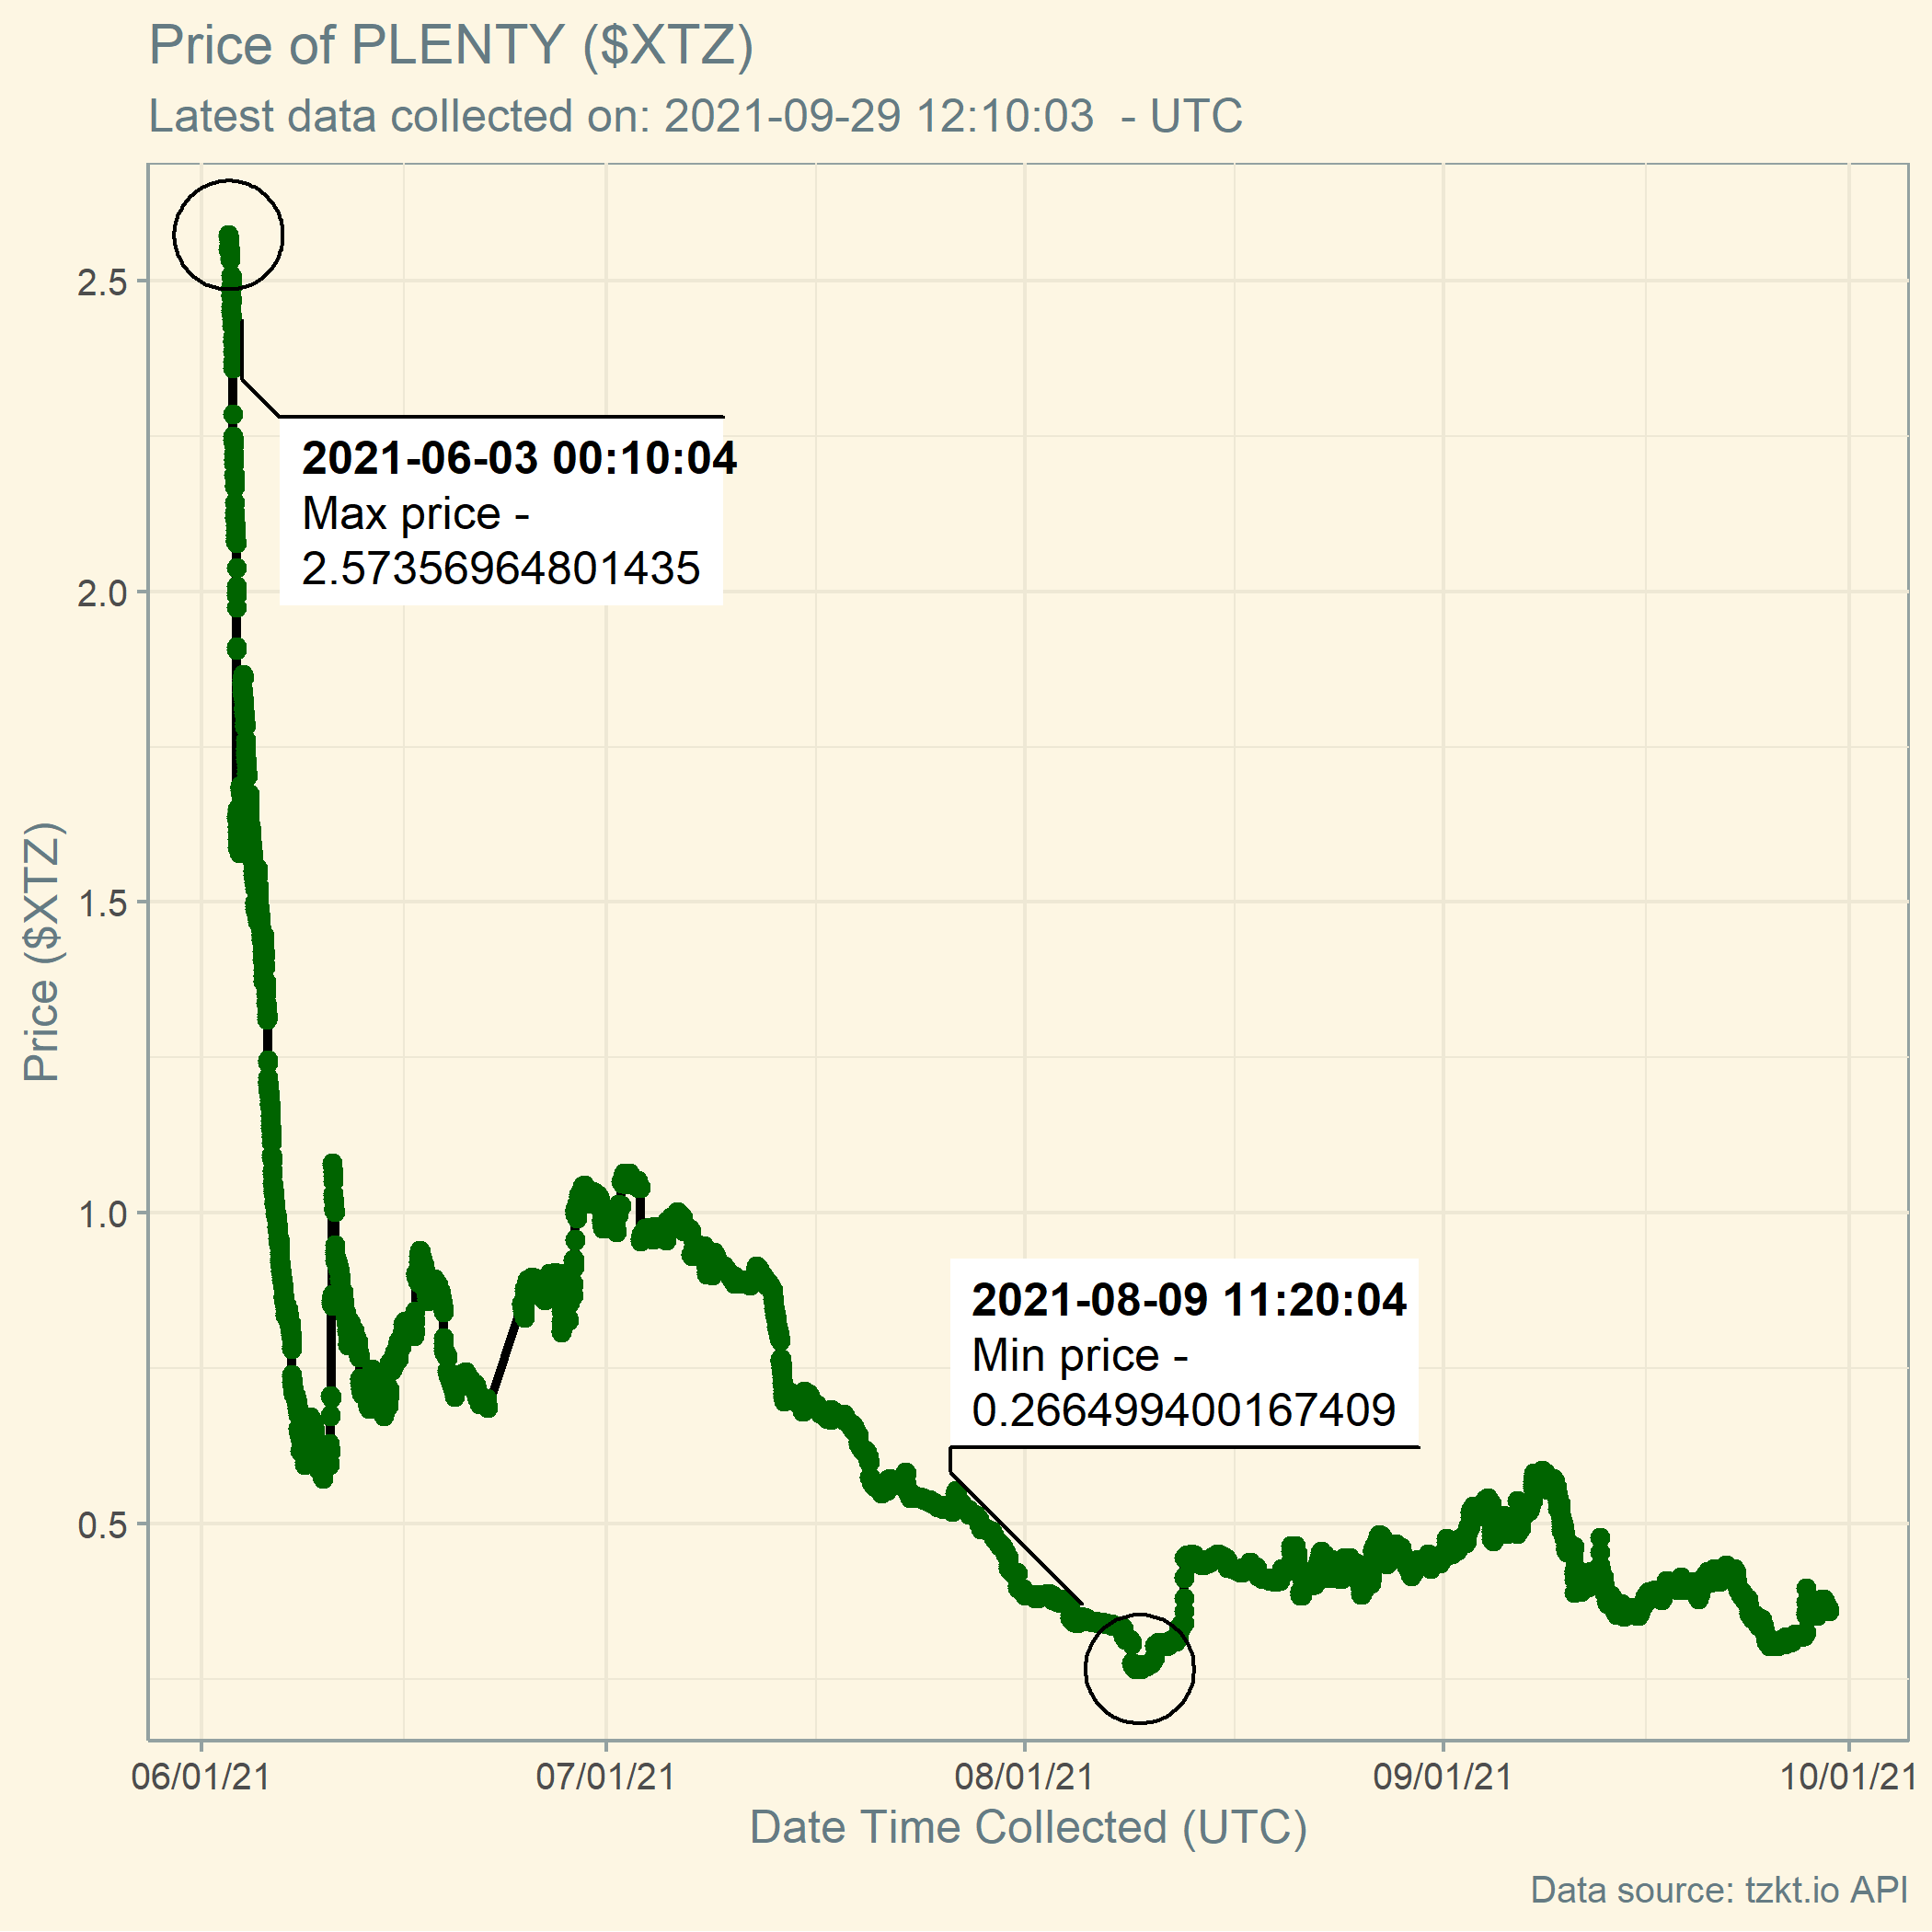 Price of PLENTY ($XTZ)
Latest data collected on: 2021-09-29 12:10:03 - UTC
2021-06-03 00:10:04
Max price -
2.57356964801435
2021-08-09 11:20:04
Min price -
0.266499400167409
Price ($XTZ)
2.5
2.0
1.5
1.0
0.5
06/01/21 07/01/21 08/01/21 09/01/21 10/01/21
Date Time Collected (UTC)
Data source: tzkt.io API